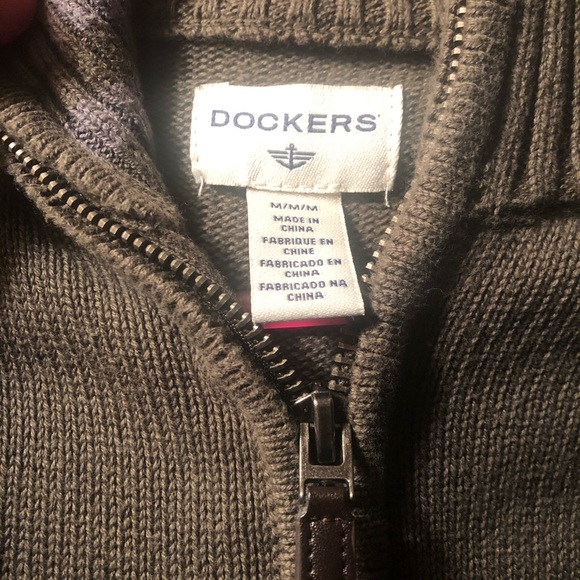 DOCKERS
M/M/M
MADE IN
CHINA
FABRIQUE EN
CHINE
FABRICADO EN
CHINA
FABRICADO NA
CHINA